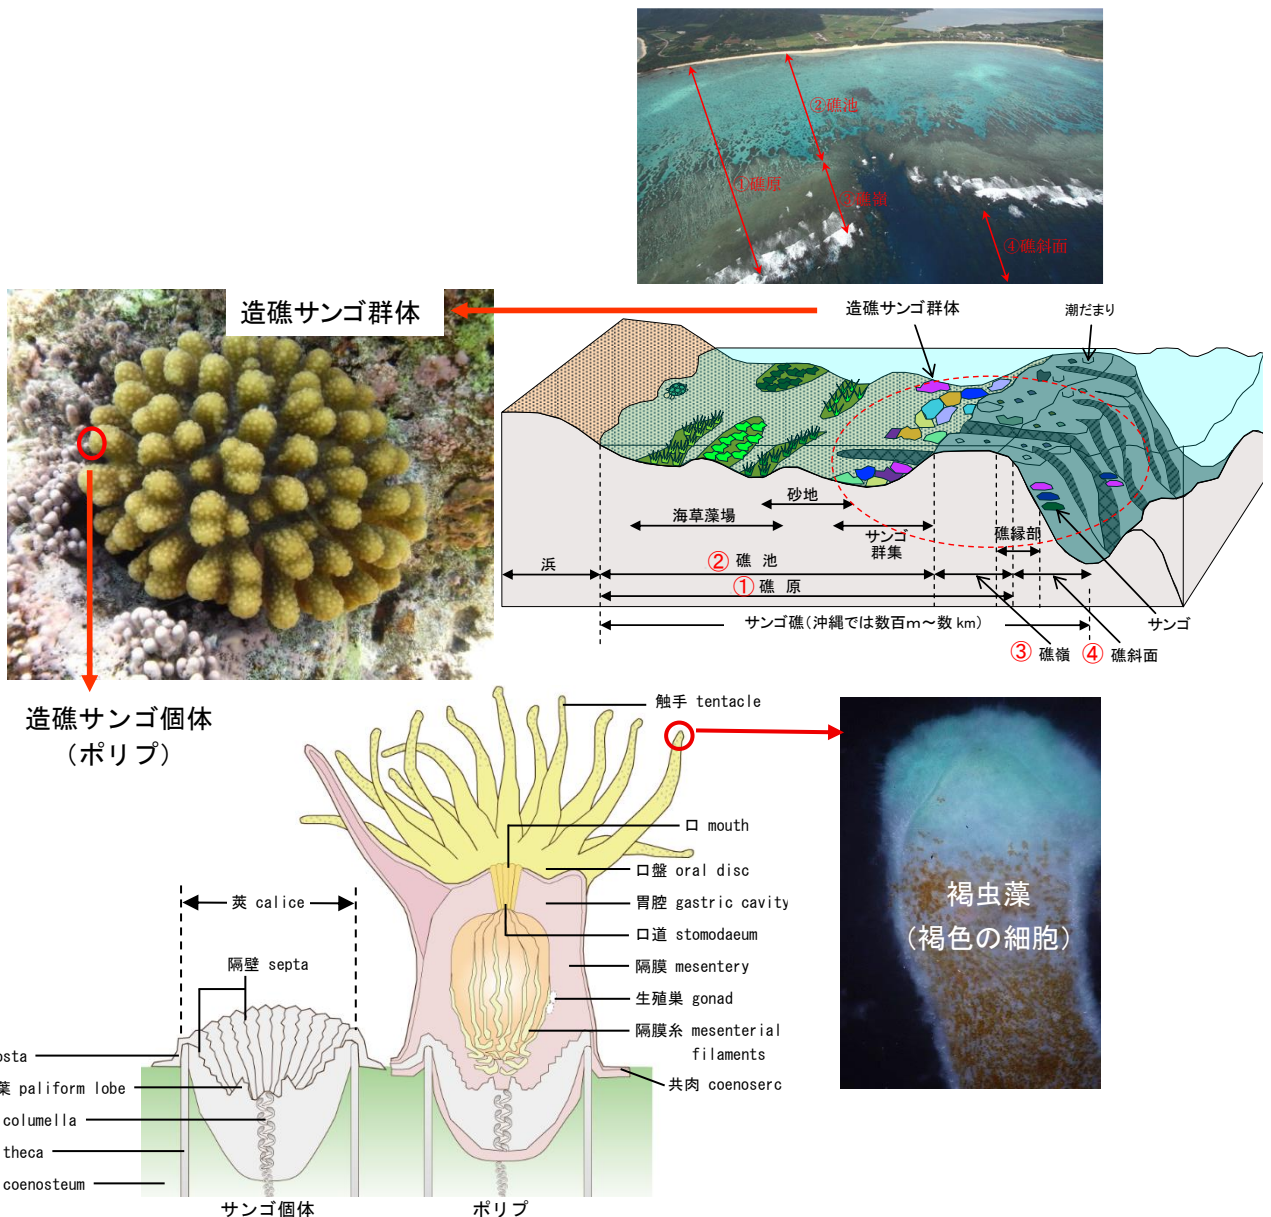 ②礁池
①礁原
③礁嶺
④礁斜面
造礁サンゴ群体
造礁サンゴ群体
潮だまり
砂地
海草藻場
サンゴ
群集
礁縁部
浜
② 礁 池
① 礁 原
サンゴ礁(沖縄では数百m～数 km)
サンゴ
③ 礁嶺
④ 礁斜面
造礁サンゴ個体
（ポリプ）
触手 tentacle
口 mouth
口盤 oral disc
胃腔 gastric cavity
口道 stomodaeum
隔膜 mesentery
生殖巣 gonad
隔膜糸 mesenterial
filaments
共肉 coenoserc
莢 calice
隔壁 septa
osta
葉 paliform lobe
columella
theca
coenosteum
サンゴ個体
ポリプ
褐虫藻
（褐色の細胞）